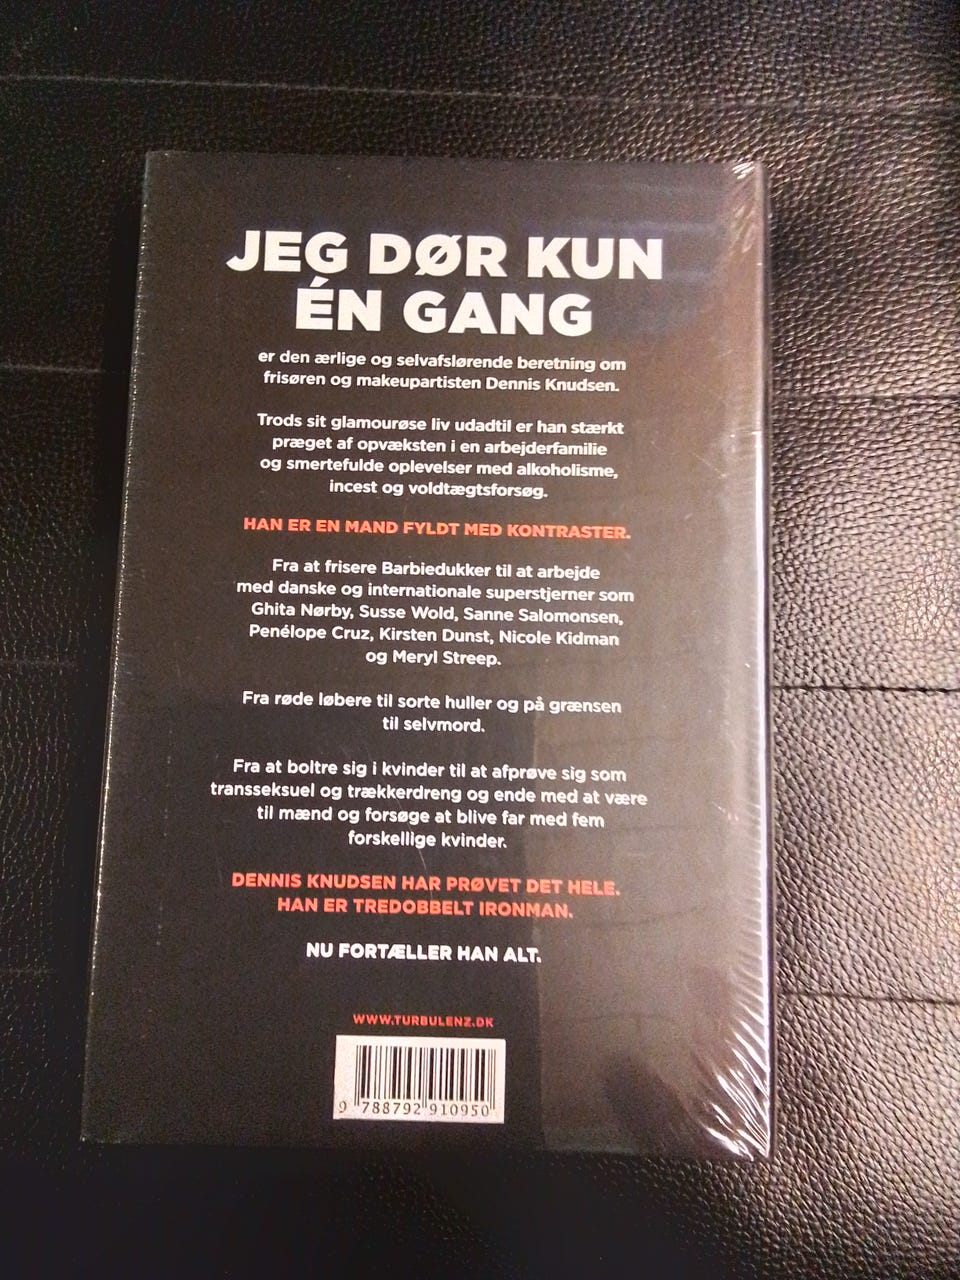 JEG DØR KUN
ÉN GANG
er den ærlige og selvafslørende beretning om
frisøren og makeupartisten Dennis Knudsen.
Trods sit glamourøse liv udadtil er han stærkt
præget af opvæksten i en arbejderfamilie
og smertefulde oplevelser med alkoholisme,
incest og voldtægtsforsøg.
HAN ER EN MAND FYLDT MED KONTRASTER.
Fra at frisere Barbiedukker til at arbejde
med danske og internationale superstjerner som
Ghita Nørby, Susse Wold, Sanne Salomonsen,
Penélope Cruz, Kirsten Dunst, Nicole Kidman
og Meryl Streep.
Fra røde løbere til sorte huller og på grænsen
til selvmord.
Fra at boltre sig i kvinder til at afprøve sig som
transseksuel og trækkerdreng og ende med at være
til mænd og forsøge at blive far med fem
forskellige kvinder.
DENNIS KNUDSEN HAR PRØVET DET HELE.
HAN ER TREDOBBELT IRONMAN.
NU FORTÆLLER HAN ALT.
WWW.TURBULENZ.DK
9 788792 910950